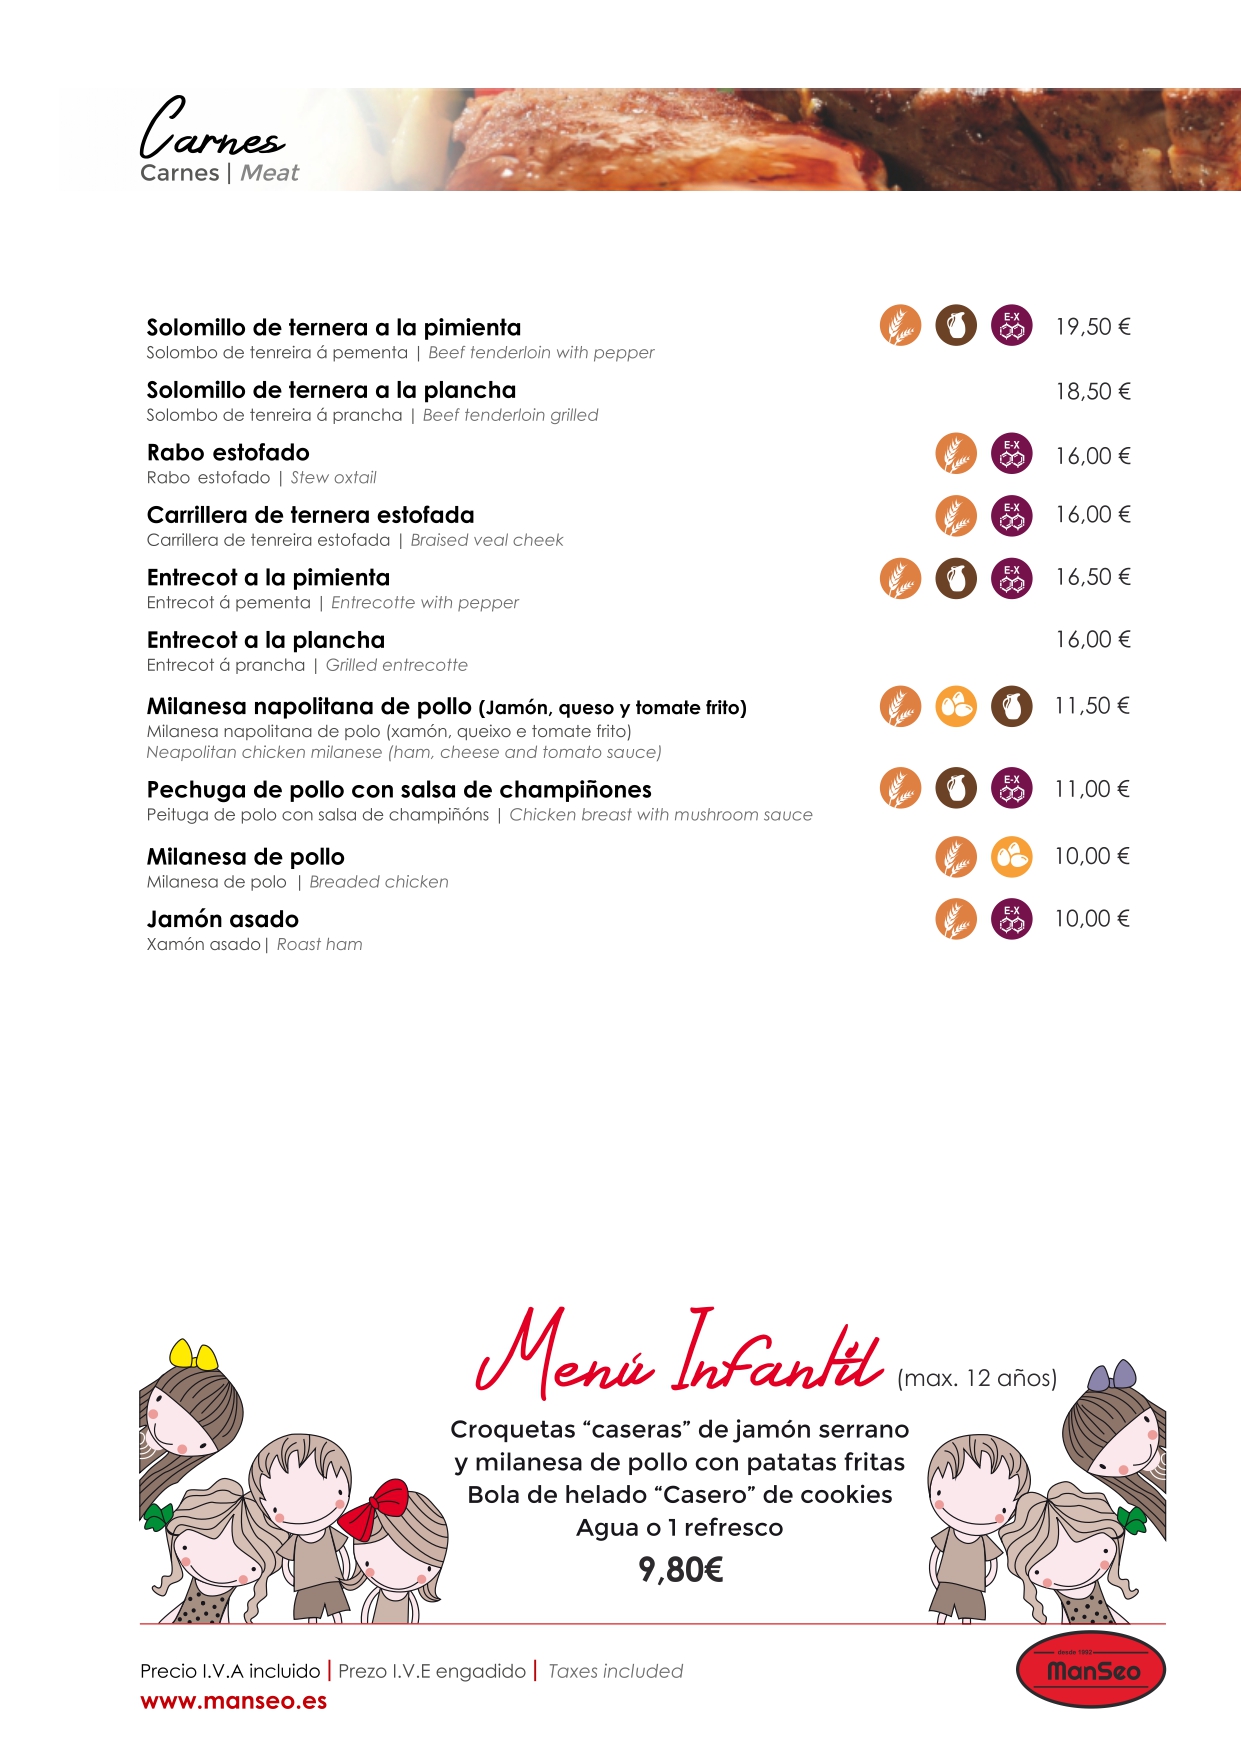 Carnes
Carnes | Meat
Solomillo de ternera a la pimienta
E-X
19,50 €
Solombo de tenreira á pementa | Beef tenderloin with pepper
Solomillo de ternera a la plancha
18,50 €
Solombo de tenreira á prancha | Beef tenderloin grilled
Rabo estofado
E-X
16,00 €
Rabo estofado | Stew oxtail
Carrillera de ternera estofada
E-X
16,00 €
Carrillera de tenreira estofada | Braised veal cheek
Entrecot a la pimienta
E-X
16,50 €
Entrecot á pementa | Entrecotte with pepper
Entrecot a la plancha
16,00 €
Entrecot á prancha | Grilled entrecotte
Milanesa napolitana de pollo (Jamón, queso y tomate frito)
11,50 €
Milanesa napolitana de polo (xamón, queixo e tomate frito)
Neapolitan chicken milanese (ham, cheese and tomato sauce)
Pechuga de pollo con salsa de champiñones
E-X
11,00 €
Peituga de polo con salsa de champiñóns | Chicken breast with mushroom sauce
Milanesa de pollo
10,00 €
Milanesa de polo | Breaded chicken
Jamón asado
E-X
10,00 €
Xamón asado| Roast ham
Menú Infantil (max. 12 años)
Croquetas “caseras” de jamón serrano
y milanesa de pollo con patatas fritas
Bola de helado “Casero” de cookies
Agua o 1 refresco
9,80€
Precio I.V.A incluido | Prezo I.V.E engadido | Taxes included
www.manseo.es
desde 1992
ManSeo